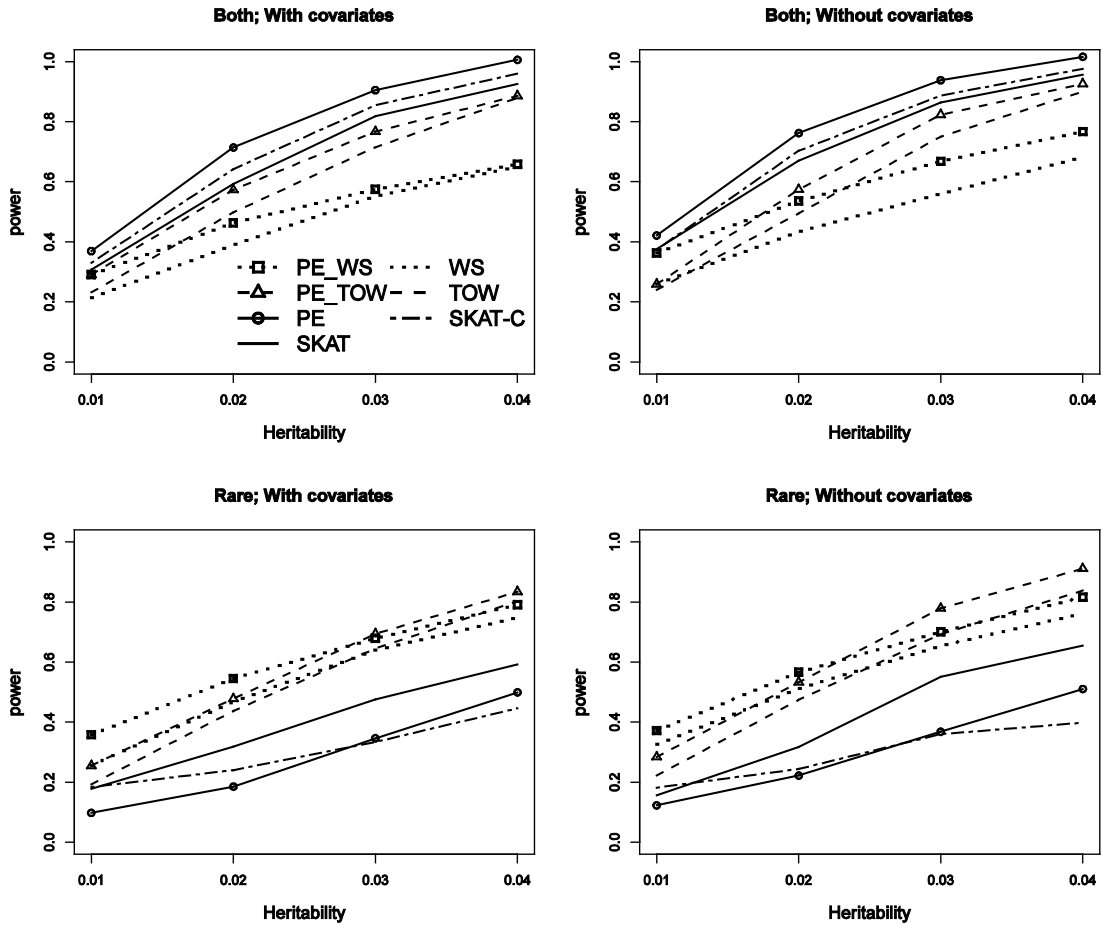 Both; With covariates
power
1.0
0.8
0.6
0.4
0.2
0.0
PE_WS WS
PE_TOW TOW
PE SKAT-C
SKAT
0.01 0.02 0.03 0.04
Heritability
Both; Without covariates
power
1.0
0.8
0.6
0.4
0.2
0.0
0.01 0.02 0.03 0.04
Heritability
Rare; With covariates
power
1.0
0.8
0.6
0.4
0.2
0.0
0.01 0.02 0.03 0.04
Heritability
Rare; Without covariates
power
1.0
0.8
0.6
0.4
0.2
0.0
0.01 0.02 0.03 0.04
Heritability